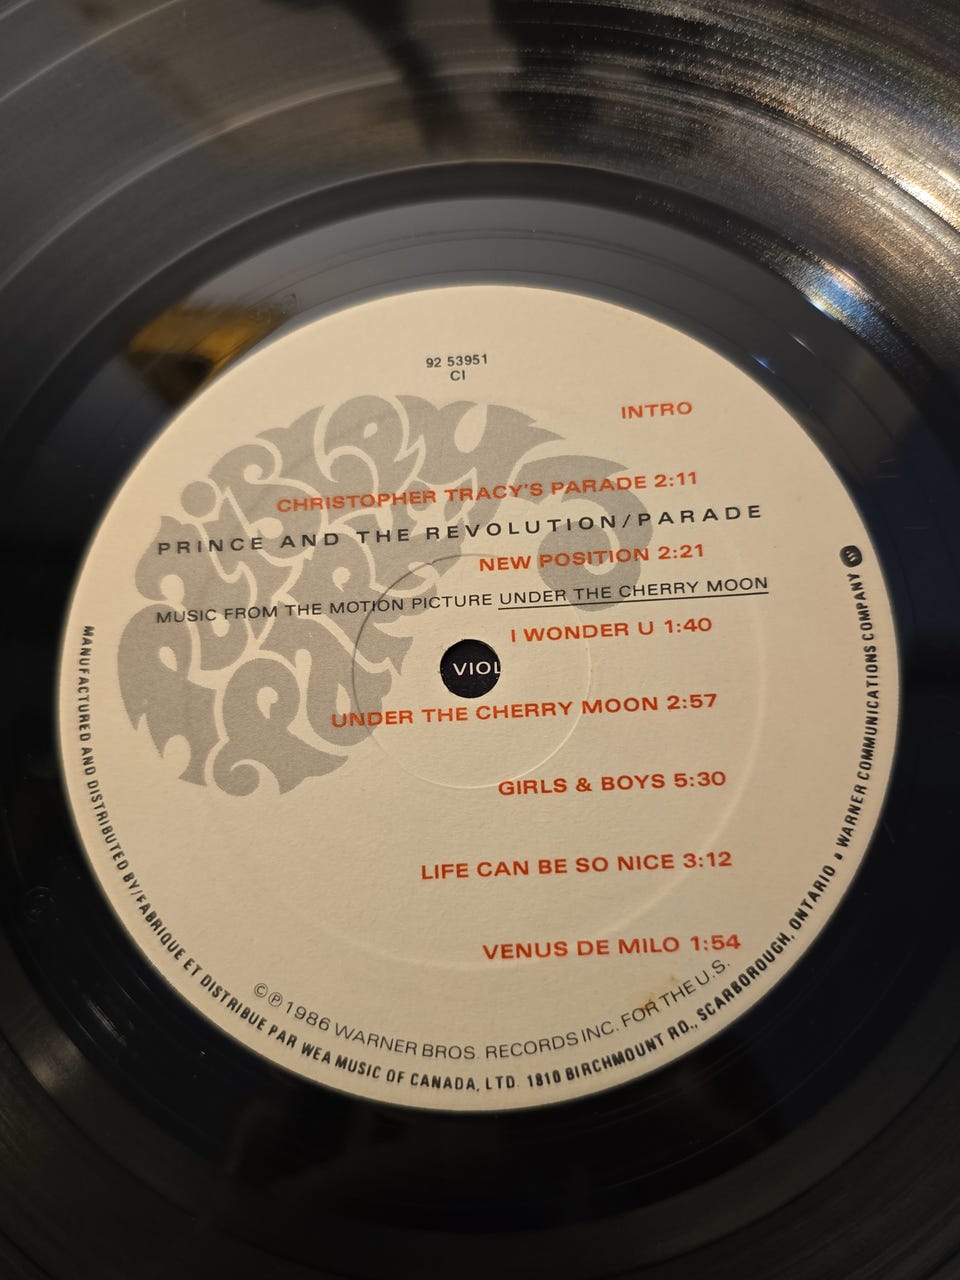 92 53951
CI
INTRO
CHRISTOPHER TRACY'S PARADE 2:11
PRINCE AND THE REVOLUTION/PARADE
NEW POSITION 2:21
MUSIC FROM THE MOTION PICTURE UNDER THE CHERRY MOON
I WONDER U 1:40
VIOL
UNDER THE CHERRY MOON 2:57
GIRLS & BOYS 5:30
LIFE CAN BE SO NICE 3:12
VENUS DE MILO 1:54
©℗ 1986 WARNER BROS. RECORDS INC. FOR THE U.S.
MANUFACTURED AND DISTRIBUTED BY/FABRIQUE ET DISTRIBUE PAR WEA MUSIC OF CANADA, LTD. 1810 BIRCHMOUNT RD., SCARBOROUGH, ONTARIO • WARNER COMMUNICATIONS COMPANY